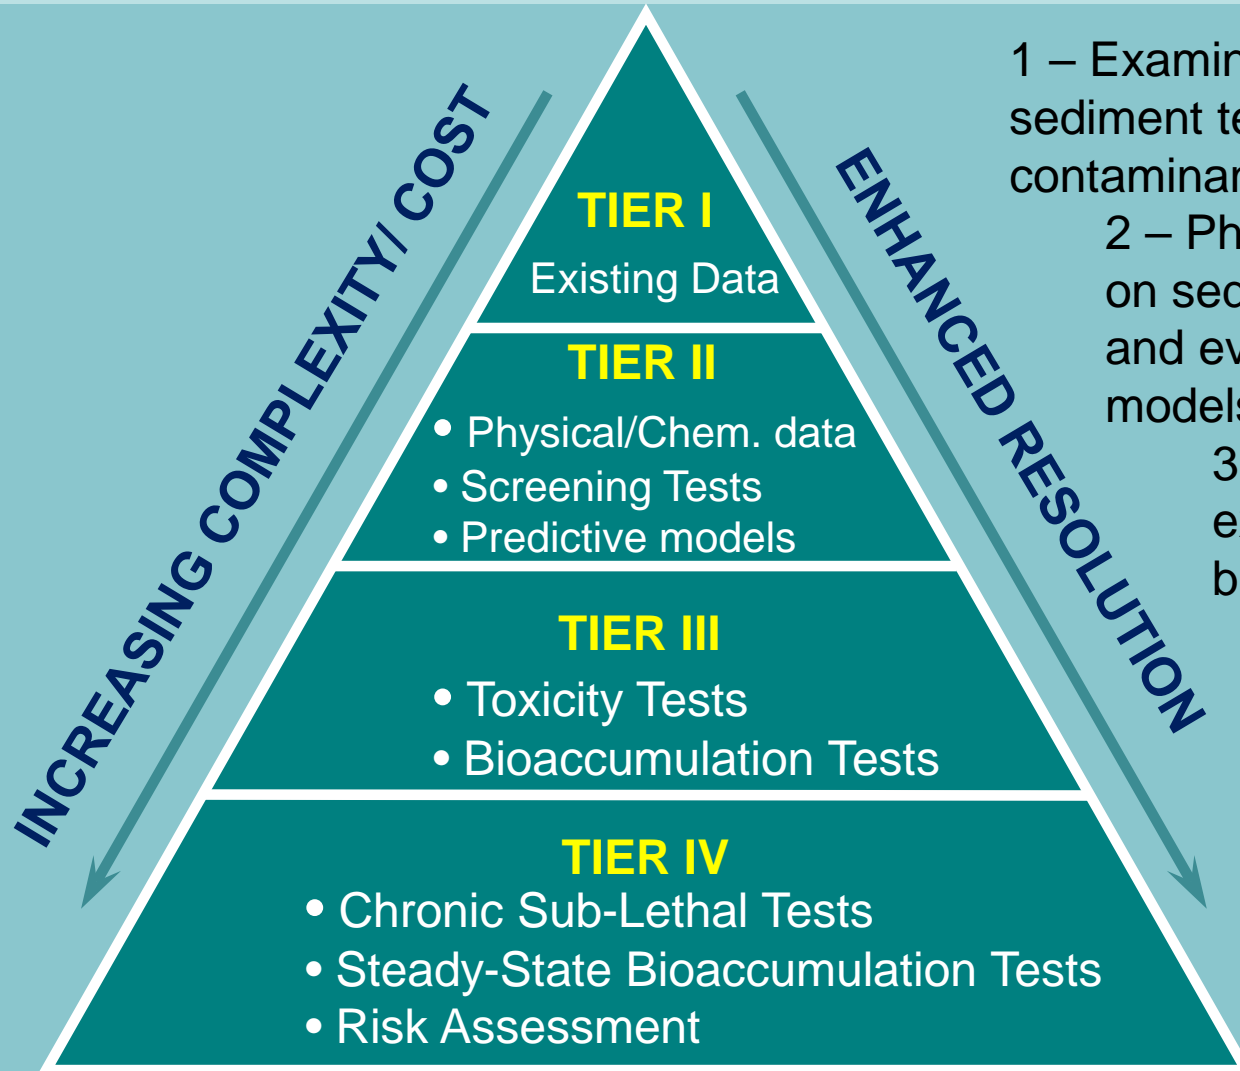 INCREASING COMPLEXITY/ COST
ENHANCED RESOLUTION
TIER I
Existing Data
TIER II
• Physical/Chem. data
• Screening Tests
• Predictive models
TIER III
• Toxicity Tests
• Bioaccumulation Tests
TIER IV
• Chronic Sub-Lethal Tests
• Steady-State Bioaccumulation Tests
• Risk Assessment
1 –
sediment
2 –
on
and
models
3